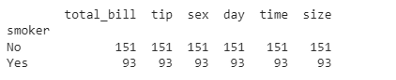 total_bill tip sex day time size
smoker
No 151 151 151 151 151 151
Yes 93 93 93 93 93 93